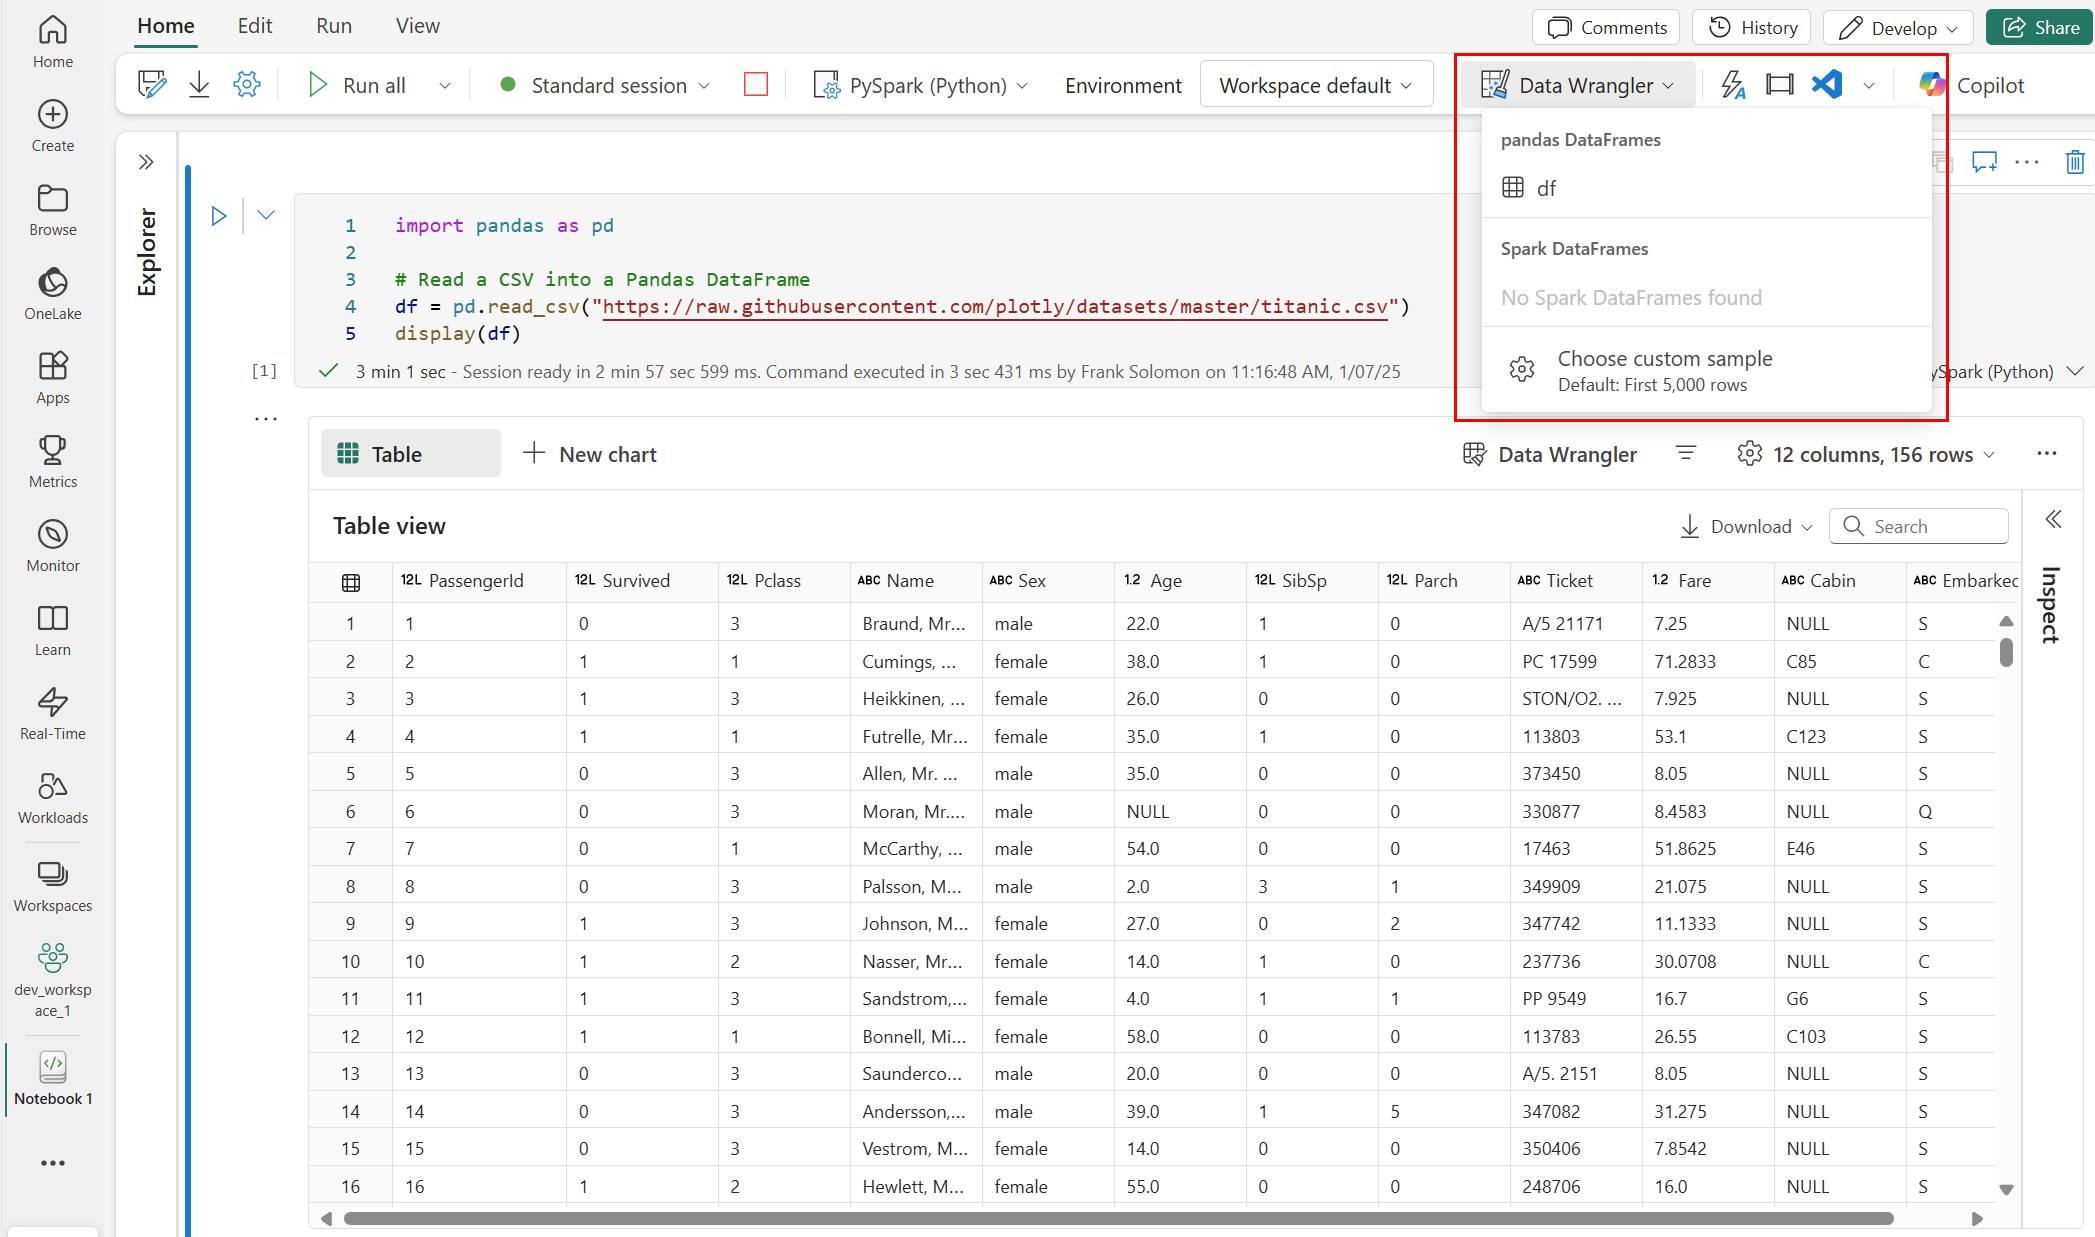 Home Edit Run View
Comments History Develop Share
Run all Standard session PySpark (Python) Environment Workspace default Data Wrangler Copilot
Home
Create
Browse
OneLake
Apps
Metrics
Monitor
Learn
Real-Time
Workloads
Workspaces
dev_worksp
ace_1
Notebook 1
Explorer
pandas DataFrames
df
Spark DataFrames
No Spark DataFrames found
Choose custom sample
Default: First 5,000 rows
1 import pandas as pd
2
3 # Read a CSV into a Pandas DataFrame
4 df = pd.read_csv("https://raw.githubusercontent.com/plotly/datasets/master/titanic.csv")
5 display(df)
[1] 3 min 1 sec - Session ready in 2 min 57 sec 599 ms. Command executed in 3 sec 431 ms by Frank Solomon on 11:16:48 AM, 1/07/25 ySpark (Python)
Table New chart Data Wrangler 12 columns, 156 rows
Table view Download Search
Inspect
12L PassengerId 12L Survived 12L Pclass ABC Name ABC Sex 1.2 Age 12L SibSp 12L Parch ABC Ticket 1.2 Fare ABC Cabin ABC Embarked
1 1 0 3 Braund, Mr... male 22.0 1 0 A/5 21171 7.25 NULL S
2 2 1 1 Cumings, ... female 38.0 1 0 PC 17599 71.2833 C85 C
3 3 1 3 Heikkinen, ... female 26.0 0 0 STON/O2. ... 7.925 NULL S
4 4 1 1 Futrelle, Mr... female 35.0 1 0 113803 53.1 C123 S
5 5 0 3 Allen, Mr. ... male 35.0 0 0 373450 8.05 NULL S
6 6 0 3 Moran, Mr.... male NULL 0 0 330877 8.4583 NULL Q
7 7 0 1 McCarthy, ... male 54.0 0 0 17463 51.8625 E46 S
8 8 0 3 Palsson, M... male 2.0 3 1 349909 21.075 NULL S
9 9 1 3 Johnson, M... female 27.0 0 2 347742 11.1333 NULL S
10 10 1 2 Nasser, Mr... female 14.0 1 0 237736 30.0708 NULL C
11 11 1 3 Sandstrom,... female 4.0 1 1 PP 9549 16.7 G6 S
12 12 1 1 Bonnell, Mi... female 58.0 0 0 113783 26.55 C103 S
13 13 0 3 Saunderco... male 20.0 0 0 A/5. 2151 8.05 NULL S
14 14 0 3 Andersson,... male 39.0 1 5 347082 31.275 NULL S
15 15 0 3 Vestrom, M... female 14.0 0 0 350406 7.8542 NULL S
16 16 1 2 Hewlett, M... female 55.0 0 0 248706 16.0 NULL S